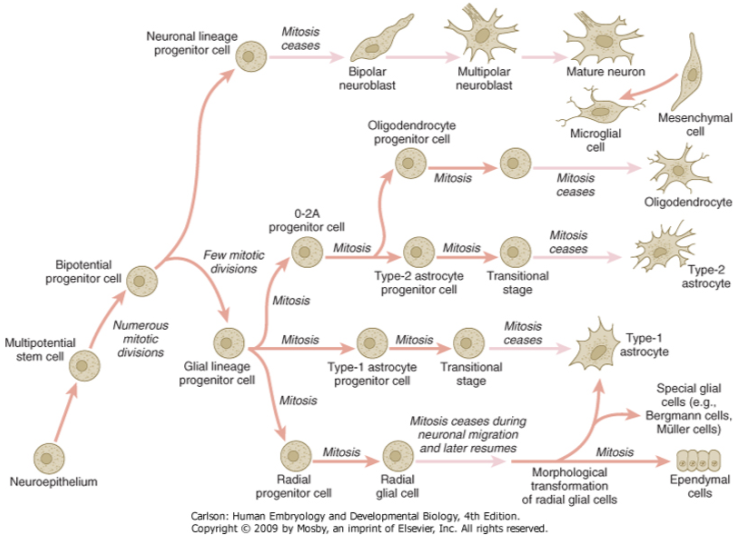 Neuronal lineage
progenitor cell
Mitosis
ceases
Bipolar
neuroblast
Multipolar
neuroblast
Mature neuron
Microglial
cell
Mesenchymal
cell
Oligodendrocyte
progenitor cell
Mitosis
Mitosis
ceases
Oligodendrocyte
0-2A
progenitor cell
Mitosis
Mitosis
Mitosis
ceases
Type-2 astrocyte
progenitor cell
Transitional
stage
Type-2
astrocyte
Bipotential
progenitor cell
Few mitotic
divisions
Mitosis
Multipotential
stem cell
Numerous
mitotic
divisions
Glial lineage
progenitor cell
Mitosis
Mitosis
Mitosis
ceases
Type-1 astrocyte
progenitor cell
Transitional
stage
Type-1
astrocyte
Mitosis
Special glial
cells (e.g.,
Bergmann cells,
Müller cells)
Neuroepithelium
Mitosis
Mitosis ceases during
neuronal migration
and later resumes
Mitosis
Radial
progenitor cell
Radial
glial cell
Morphological
transformation
of radial glial cells
Ependymal
cells
Carlson: Human Embryology and Developmental Biology, 4th Edition.
Copyright © 2009 by Mosby, an imprint of Elsevier, Inc. All rights reserved.